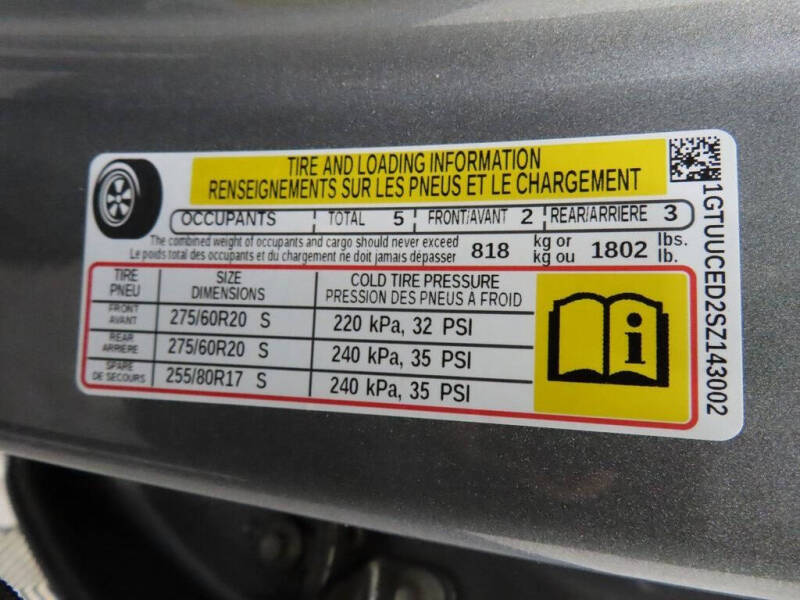 TIRE AND LOADING INFORMATION
RENSEIGNEMENTS SUR LES PNEUS ET LE CHARGEMENT
OCCUPANTS TOTAL 5 FRONT/AVANT 2 REAR/ARRIERE 3
The combined weight of occupants and cargo should never exceed 818 kg or 1802 lbs.
Le poids total des occupants et du chargement ne doit jamais dépasser kg ou lb.
TIRE SIZE COLD TIRE PRESSURE
PNEU DIMENSIONS PRESSION DES PNEUS A FROID
FRONT
AVANT 275/60R20 S 220 kPa, 32 PSI
REAR
ARRIERE 275/60R20 S 240 kPa, 35 PSI
SPARE
DE SECOURS 255/80R17 S 240 kPa, 35 PSI
i
1GTUUCED2SZ143002